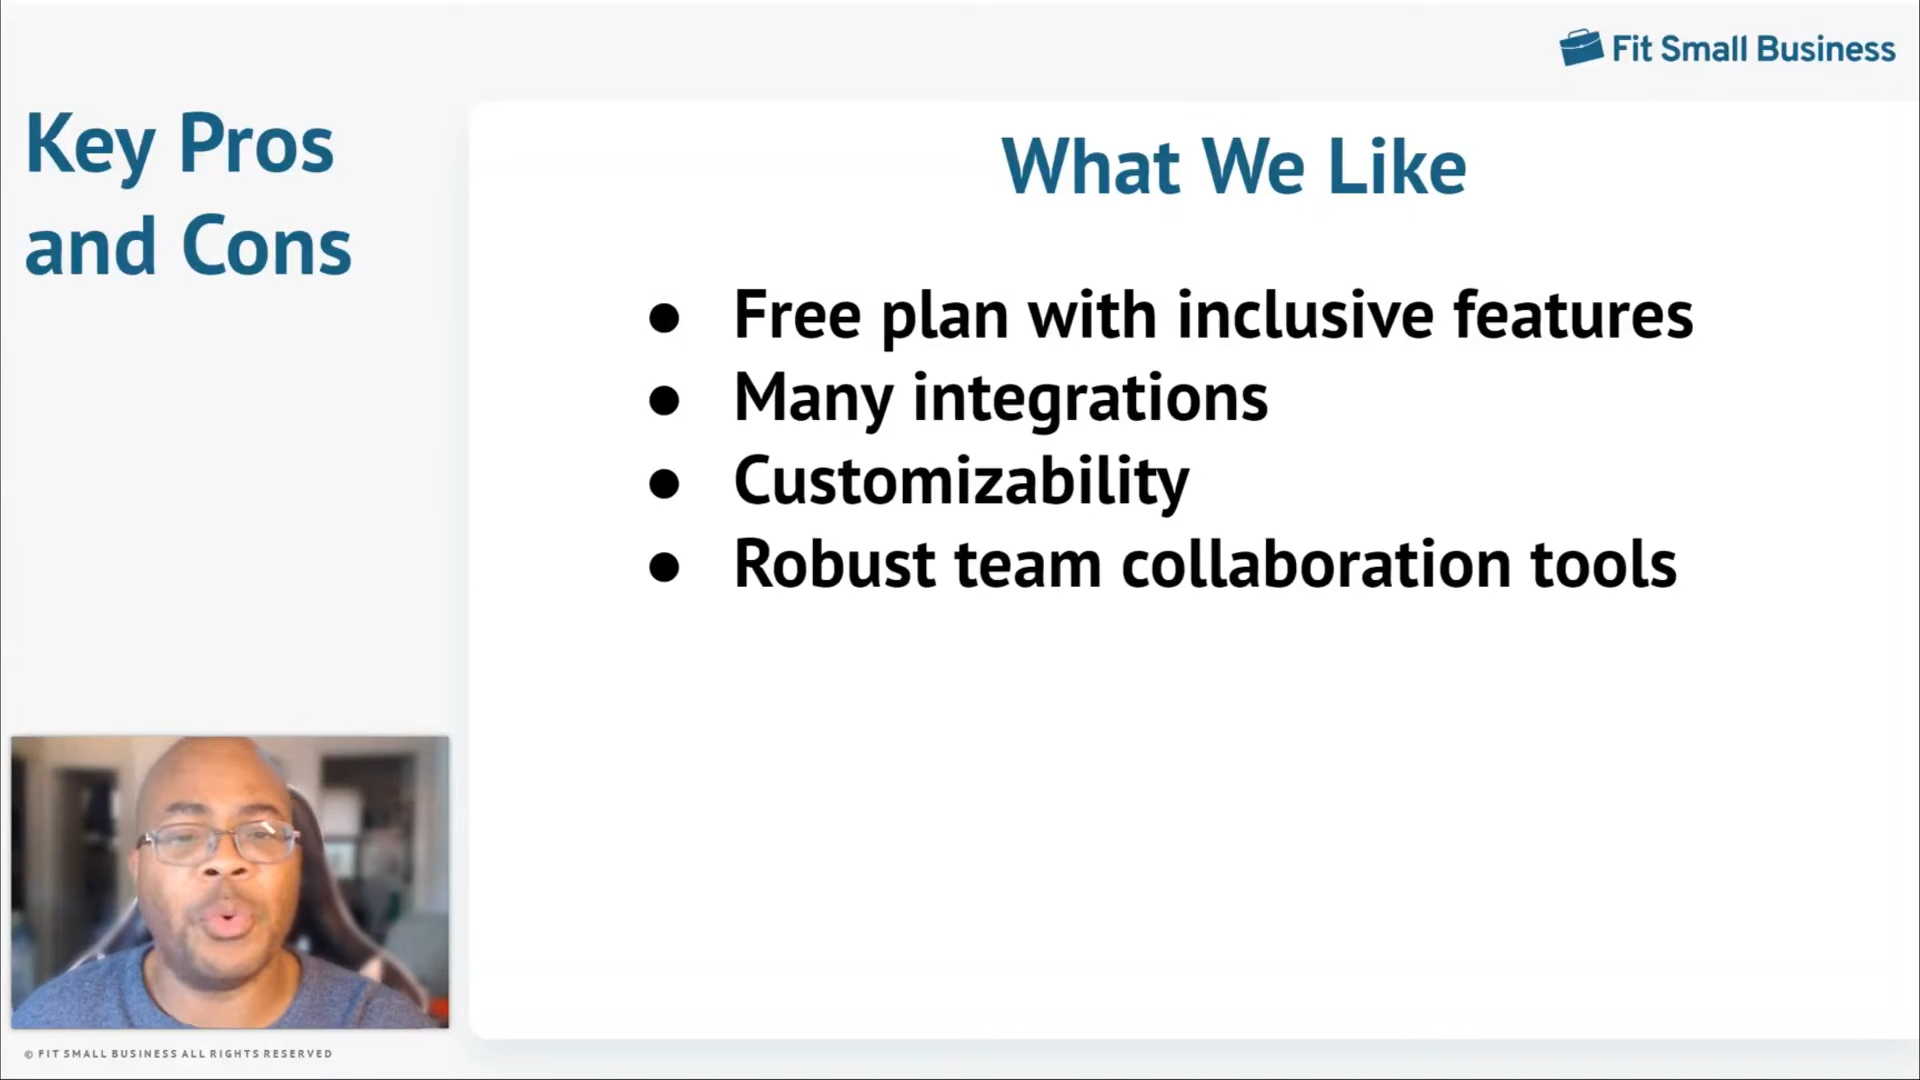 Fit Small Business
Key Pros
and Cons
What We Like
● Free plan with inclusive features
● Many integrations
● Customizability
● Robust team collaboration tools
© FIT SMALL BUSINESS ALL RIGHTS RESERVED